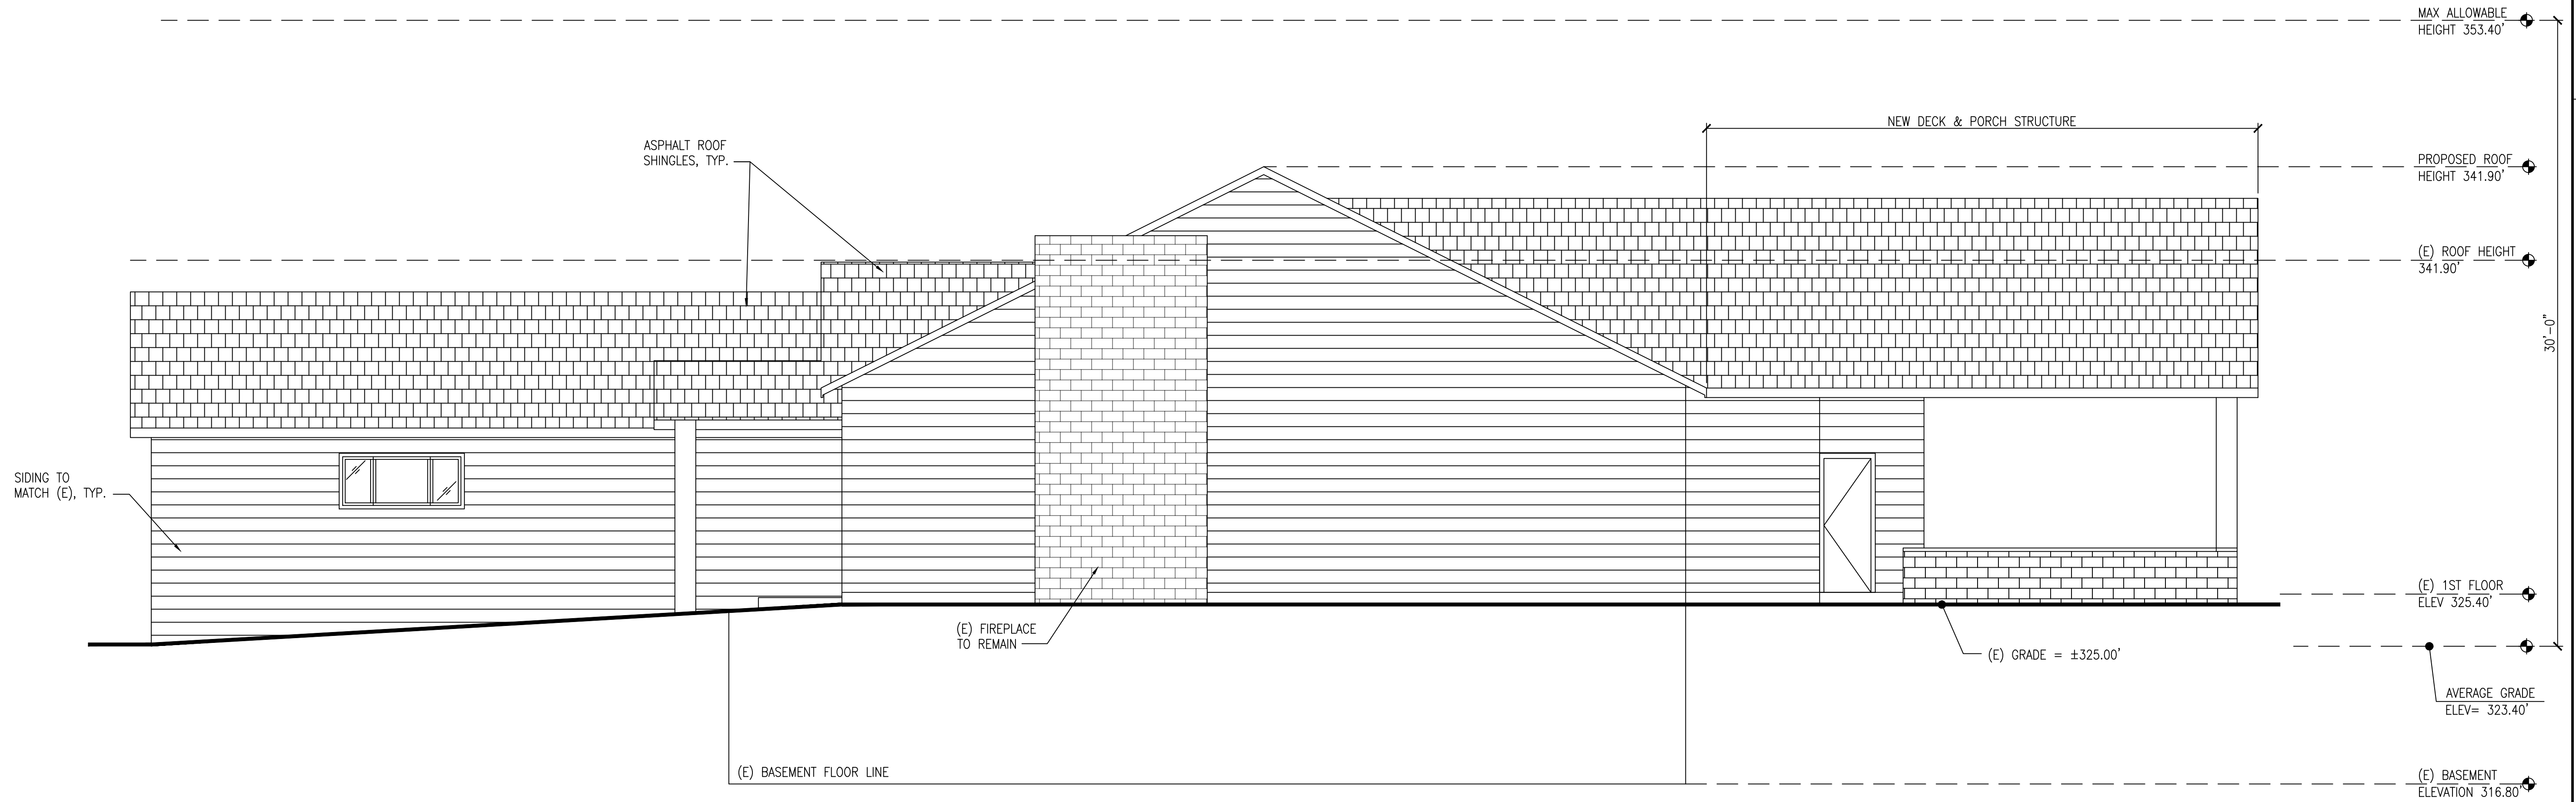 MAX ALLOWABLE
HEIGHT 353.40'
NEW DECK & PORCH STRUCTURE
ASPHALT ROOF
SHINGLES, TYP.
PROPOSED ROOF
HEIGHT 341.90'
(E) ROOF HEIGHT
341.90'
30'-0"
SIDING TO
MATCH (E), TYP.
(E) 1ST FLOOR
ELEV 325.40'
(E) FIREPLACE
TO REMAIN
(E) GRADE = ±325.00'
AVERAGE GRADE
ELEV= 323.40'
(E) BASEMENT FLOOR LINE
(E) BASEMENT
ELEVATION 316.80'